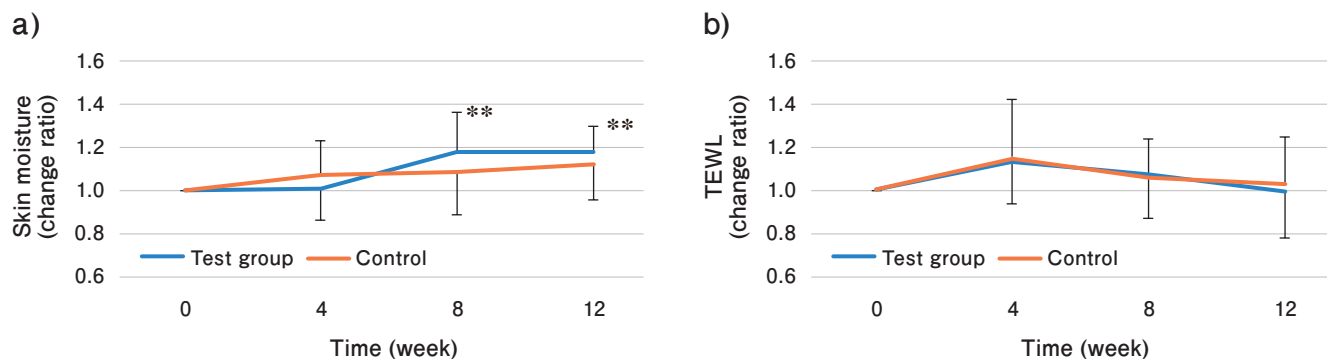 a)
Skin moisture
(change ratio)
1.6
1.4
1.2
1.0
0.8
0.6
**
**
Test group
Control
0
4
8
12
Time (week)
b)
TEWL
(change ratio)
1.6
1.4
1.2
1.0
0.8
0.6
Test group
Control
0
4
8
12
Time (week)